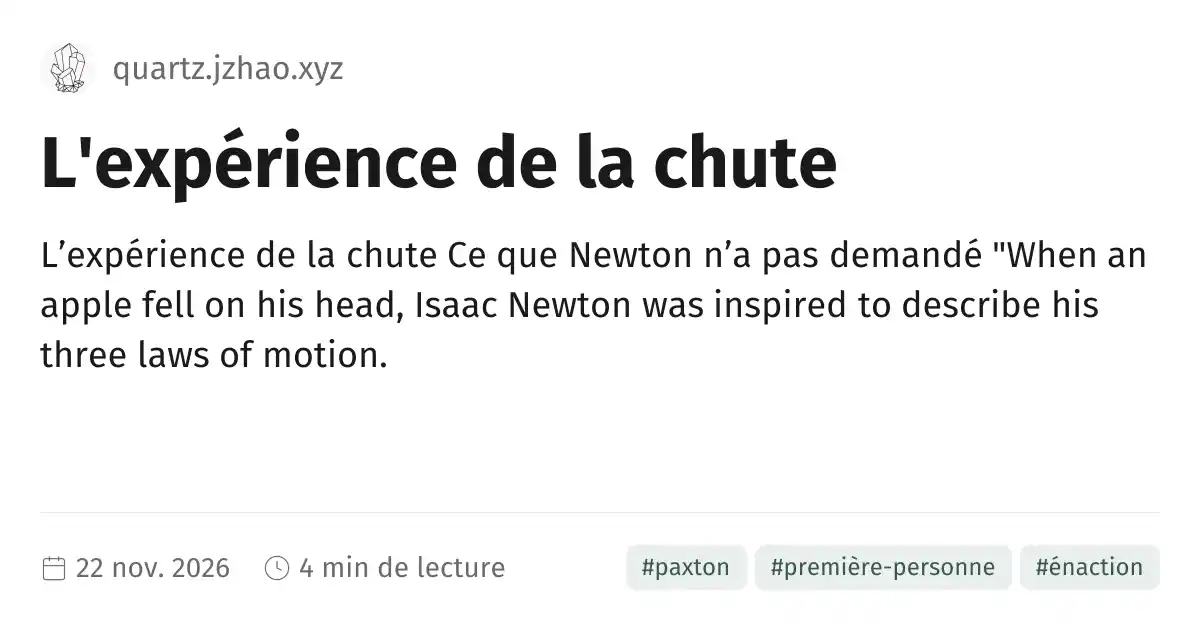 quartz.jzhao.xyz
L'expérience de la chute
L’expérience de la chute Ce que Newton n’a pas demandé "When an
apple fell on his head, Isaac Newton was inspired to describe his
three laws of motion.
22 nov. 2026 4 min de lecture #paxton #première-personne #énaction